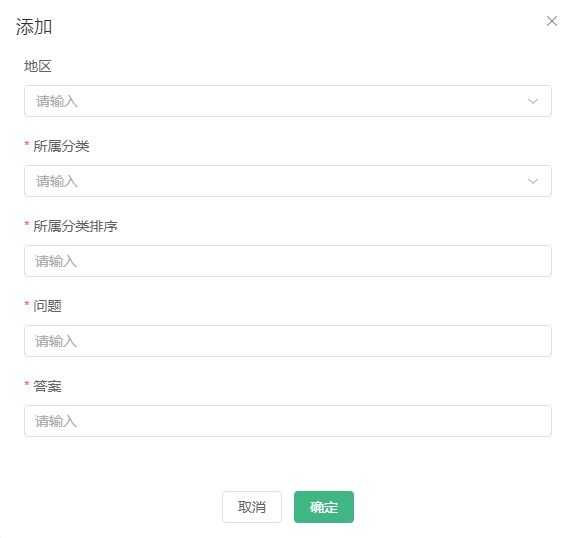 添加
地区
请输入
* 所属分类
请输入
* 所属分类排序
请输入
* 问题
请输入
* 答案
请输入
取消 确定